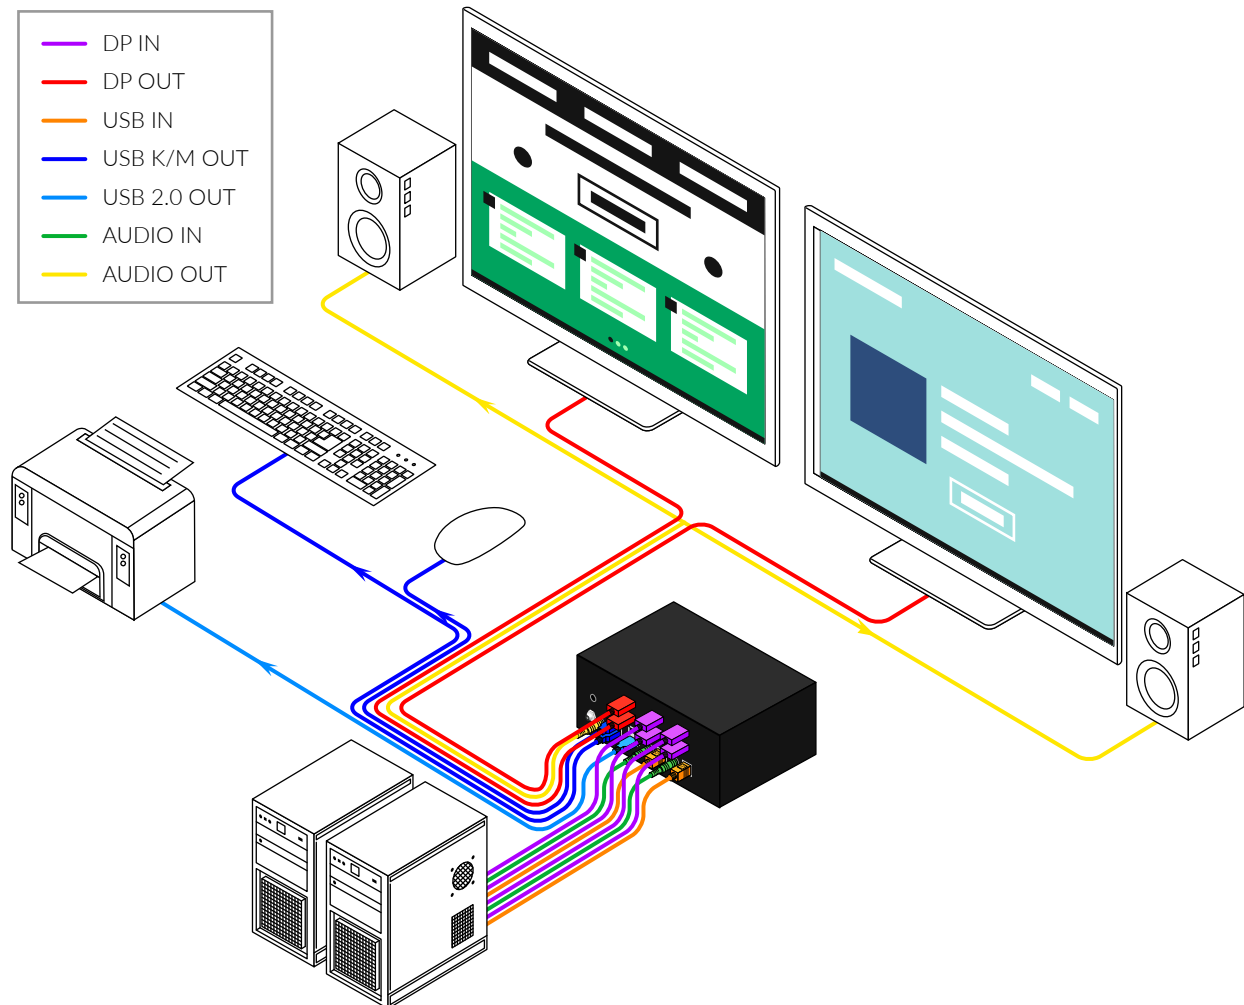 DP IN
DP OUT
USB IN
USB K/M OUT
USB 2.0 OUT
AUDIO IN
AUDIO OUT